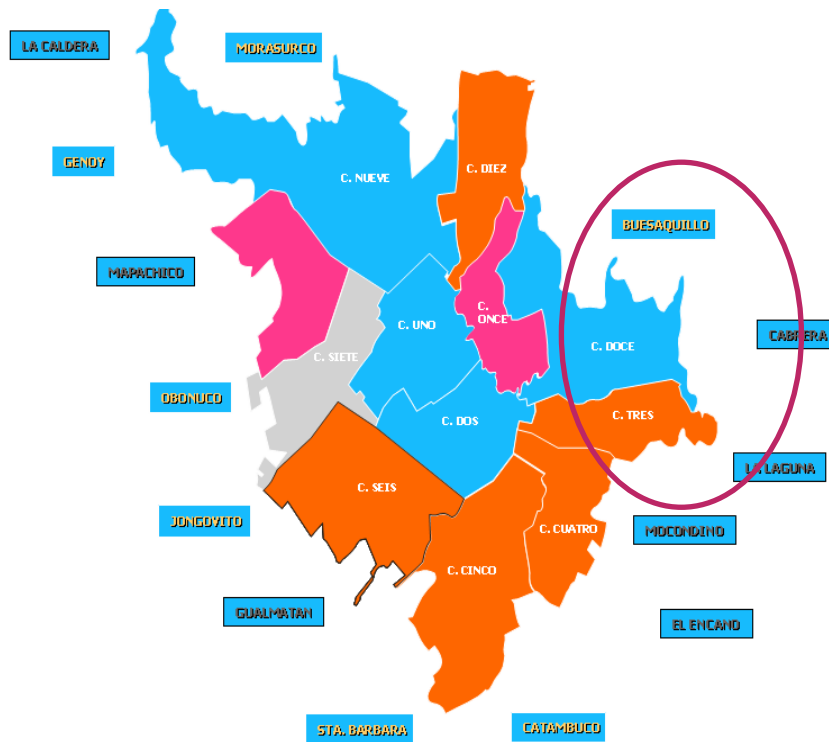 LA CALDERA
MORASURCO
GENOY
C. NUEVE
C. DIEZ
BUESAQUILLO
MAPACHICO
C. UNO
C.
ONCE
C. DOCE
CABRERA
C. SIETE
OBONUCO
C. DOS
C. TRES
LA LAGUNA
C. SEIS
JONGOVITO
C. CUATRO
MOCONDINO
C. CINCO
GUALMATAN
EL ENCANO
STA. BARBARA
CATAMBUCO